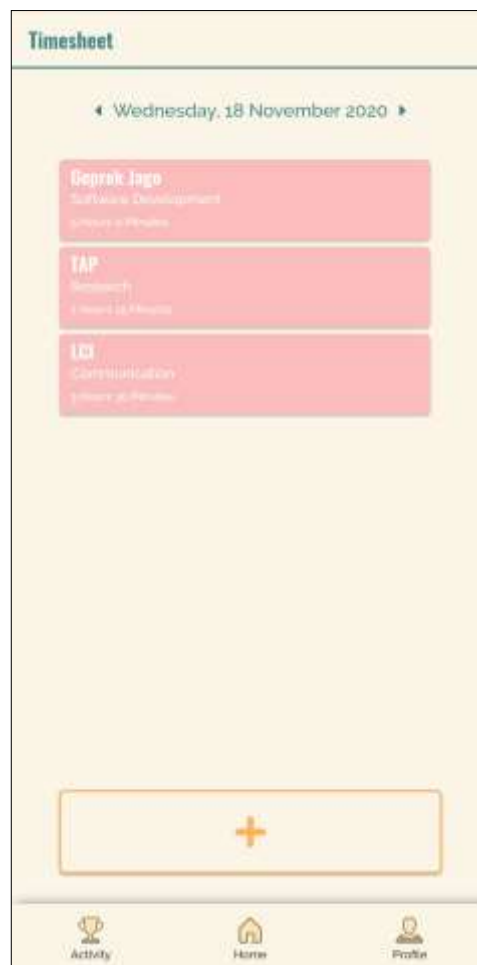 Timesheet
Wednesday, 18 November 2020
Geprek Jago
Software Development
TAP
Research
LCI
Communication
Activity
Home
Profile